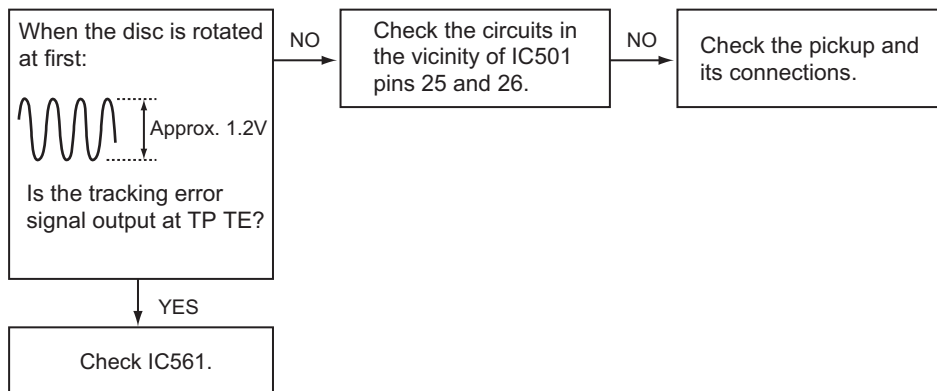 When the disc is rotated
at first:
Approx. 1.2V
Is the tracking error
signal output at TP TE?
NO
Check the circuits in
the vicinity of IC501
pins 25 and 26.
NO
Check the pickup and
its connections.
YES
Check IC561.